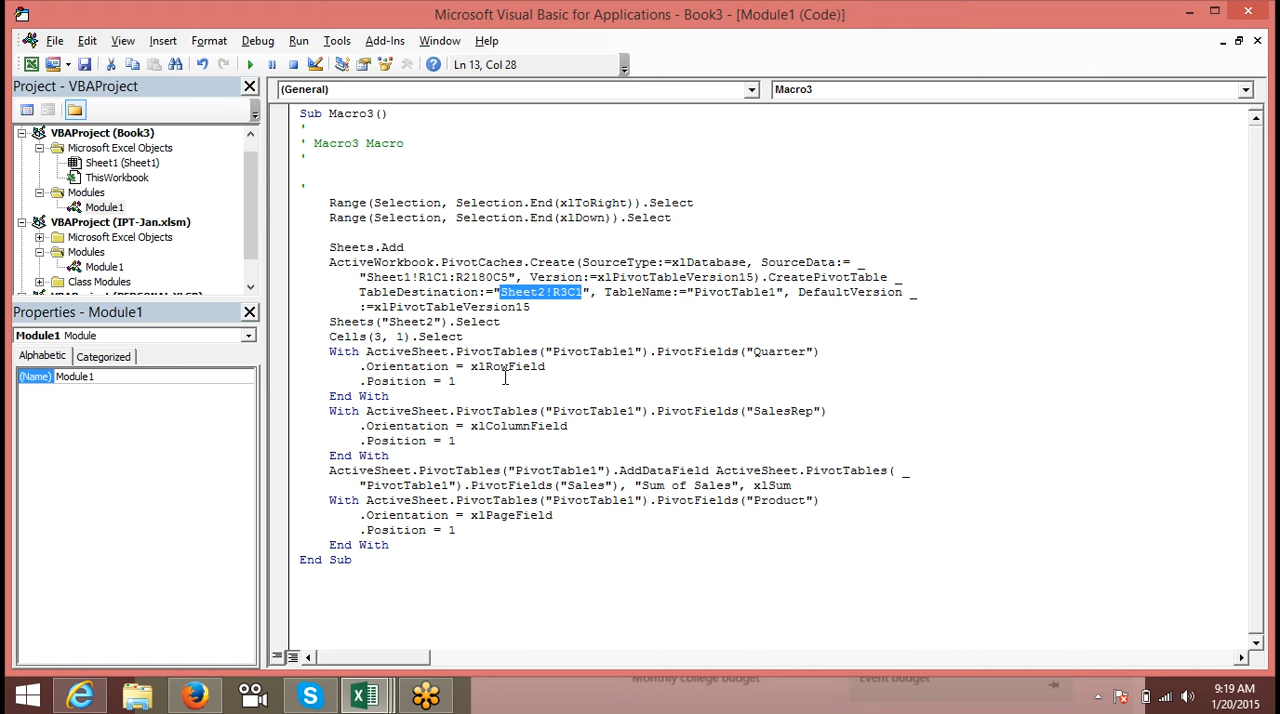 Microsoft Visual Basic for Applications - Book3 - [Module1 (Code)]
File Edit View Insert Format Debug Run Tools Add-Ins Window Help
Ln 13, Col 28
Project - VBAProject
(General)
Macro3
VBAProject (Book3)
Microsoft Excel Objects
Sheet1 (Sheet1)
ThisWorkbook
Modules
Module1
VBAProject (IPT-Jan.xlsm)
Microsoft Excel Objects
Modules
Module1
Class Modules
Properties - Module1
Module1 Module
Alphabetic Categorized
(Name) Module1
Sub Macro3()
'
' Macro3 Macro
'
'
Range(Selection, Selection.End(xlToRight)).Select
Range(Selection, Selection.End(xlDown)).Select
Sheets.Add
ActiveWorkbook.PivotCaches.Create(SourceType:=xlDatabase, SourceData:= _
"Sheet1!R1C1:R2180C5", Version:=xlPivotTableVersion15).CreatePivotTable _
TableDestination:="Sheet2!R3C1", TableName:="PivotTable1", DefaultVersion _
:=xlPivotTableVersion15
Sheets("Sheet2").Select
Cells(3, 1).Select
With ActiveSheet.PivotTables("PivotTable1").PivotFields("Quarter")
.Orientation = xlRowField
.Position = 1
End With
With ActiveSheet.PivotTables("PivotTable1").PivotFields("SalesRep")
.Orientation = xlColumnField
.Position = 1
End With
ActiveSheet.PivotTables("PivotTable1").AddDataField ActiveSheet.PivotTables( _
"PivotTable1").PivotFields("Sales"), "Sum of Sales", xlSum
With ActiveSheet.PivotTables("PivotTable1").PivotFields("Product")
.Orientation = xlPageField
.Position = 1
End With
End Sub
Monthly college budget
Event budget
9:19 AM
1/20/2015